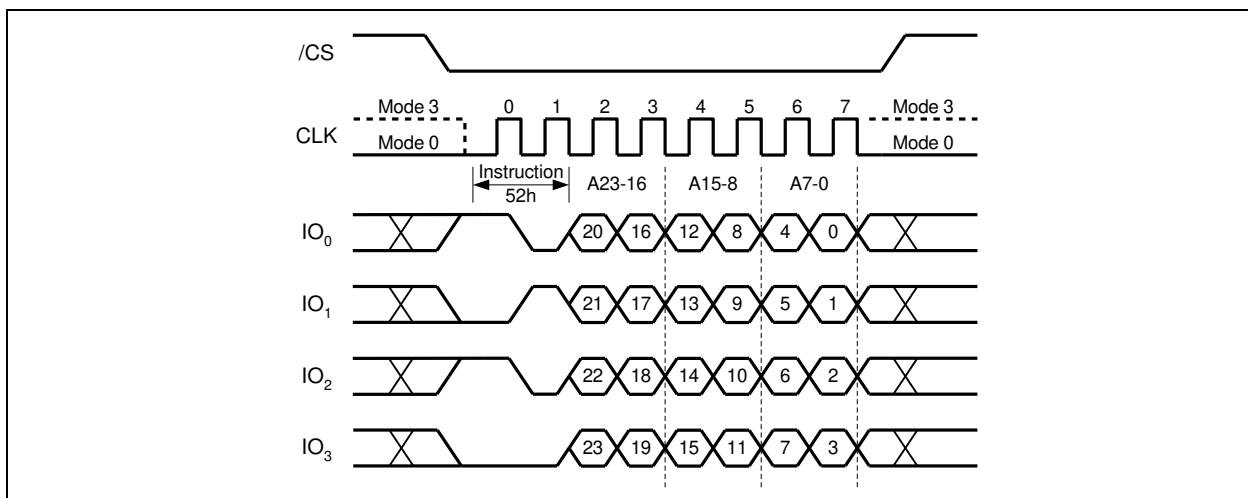 /CS
Mode 3 0 1 2 3 4 5 6 7 Mode 3
CLK
Mode 0 Mode 0
Instruction A23-16 A15-8 A7-0
52h
IO0 20 16 12 8 4 0
IO1 21 17 13 9 5 1
IO2 22 18 14 10 6 2
IO3 23 19 15 11 7 3